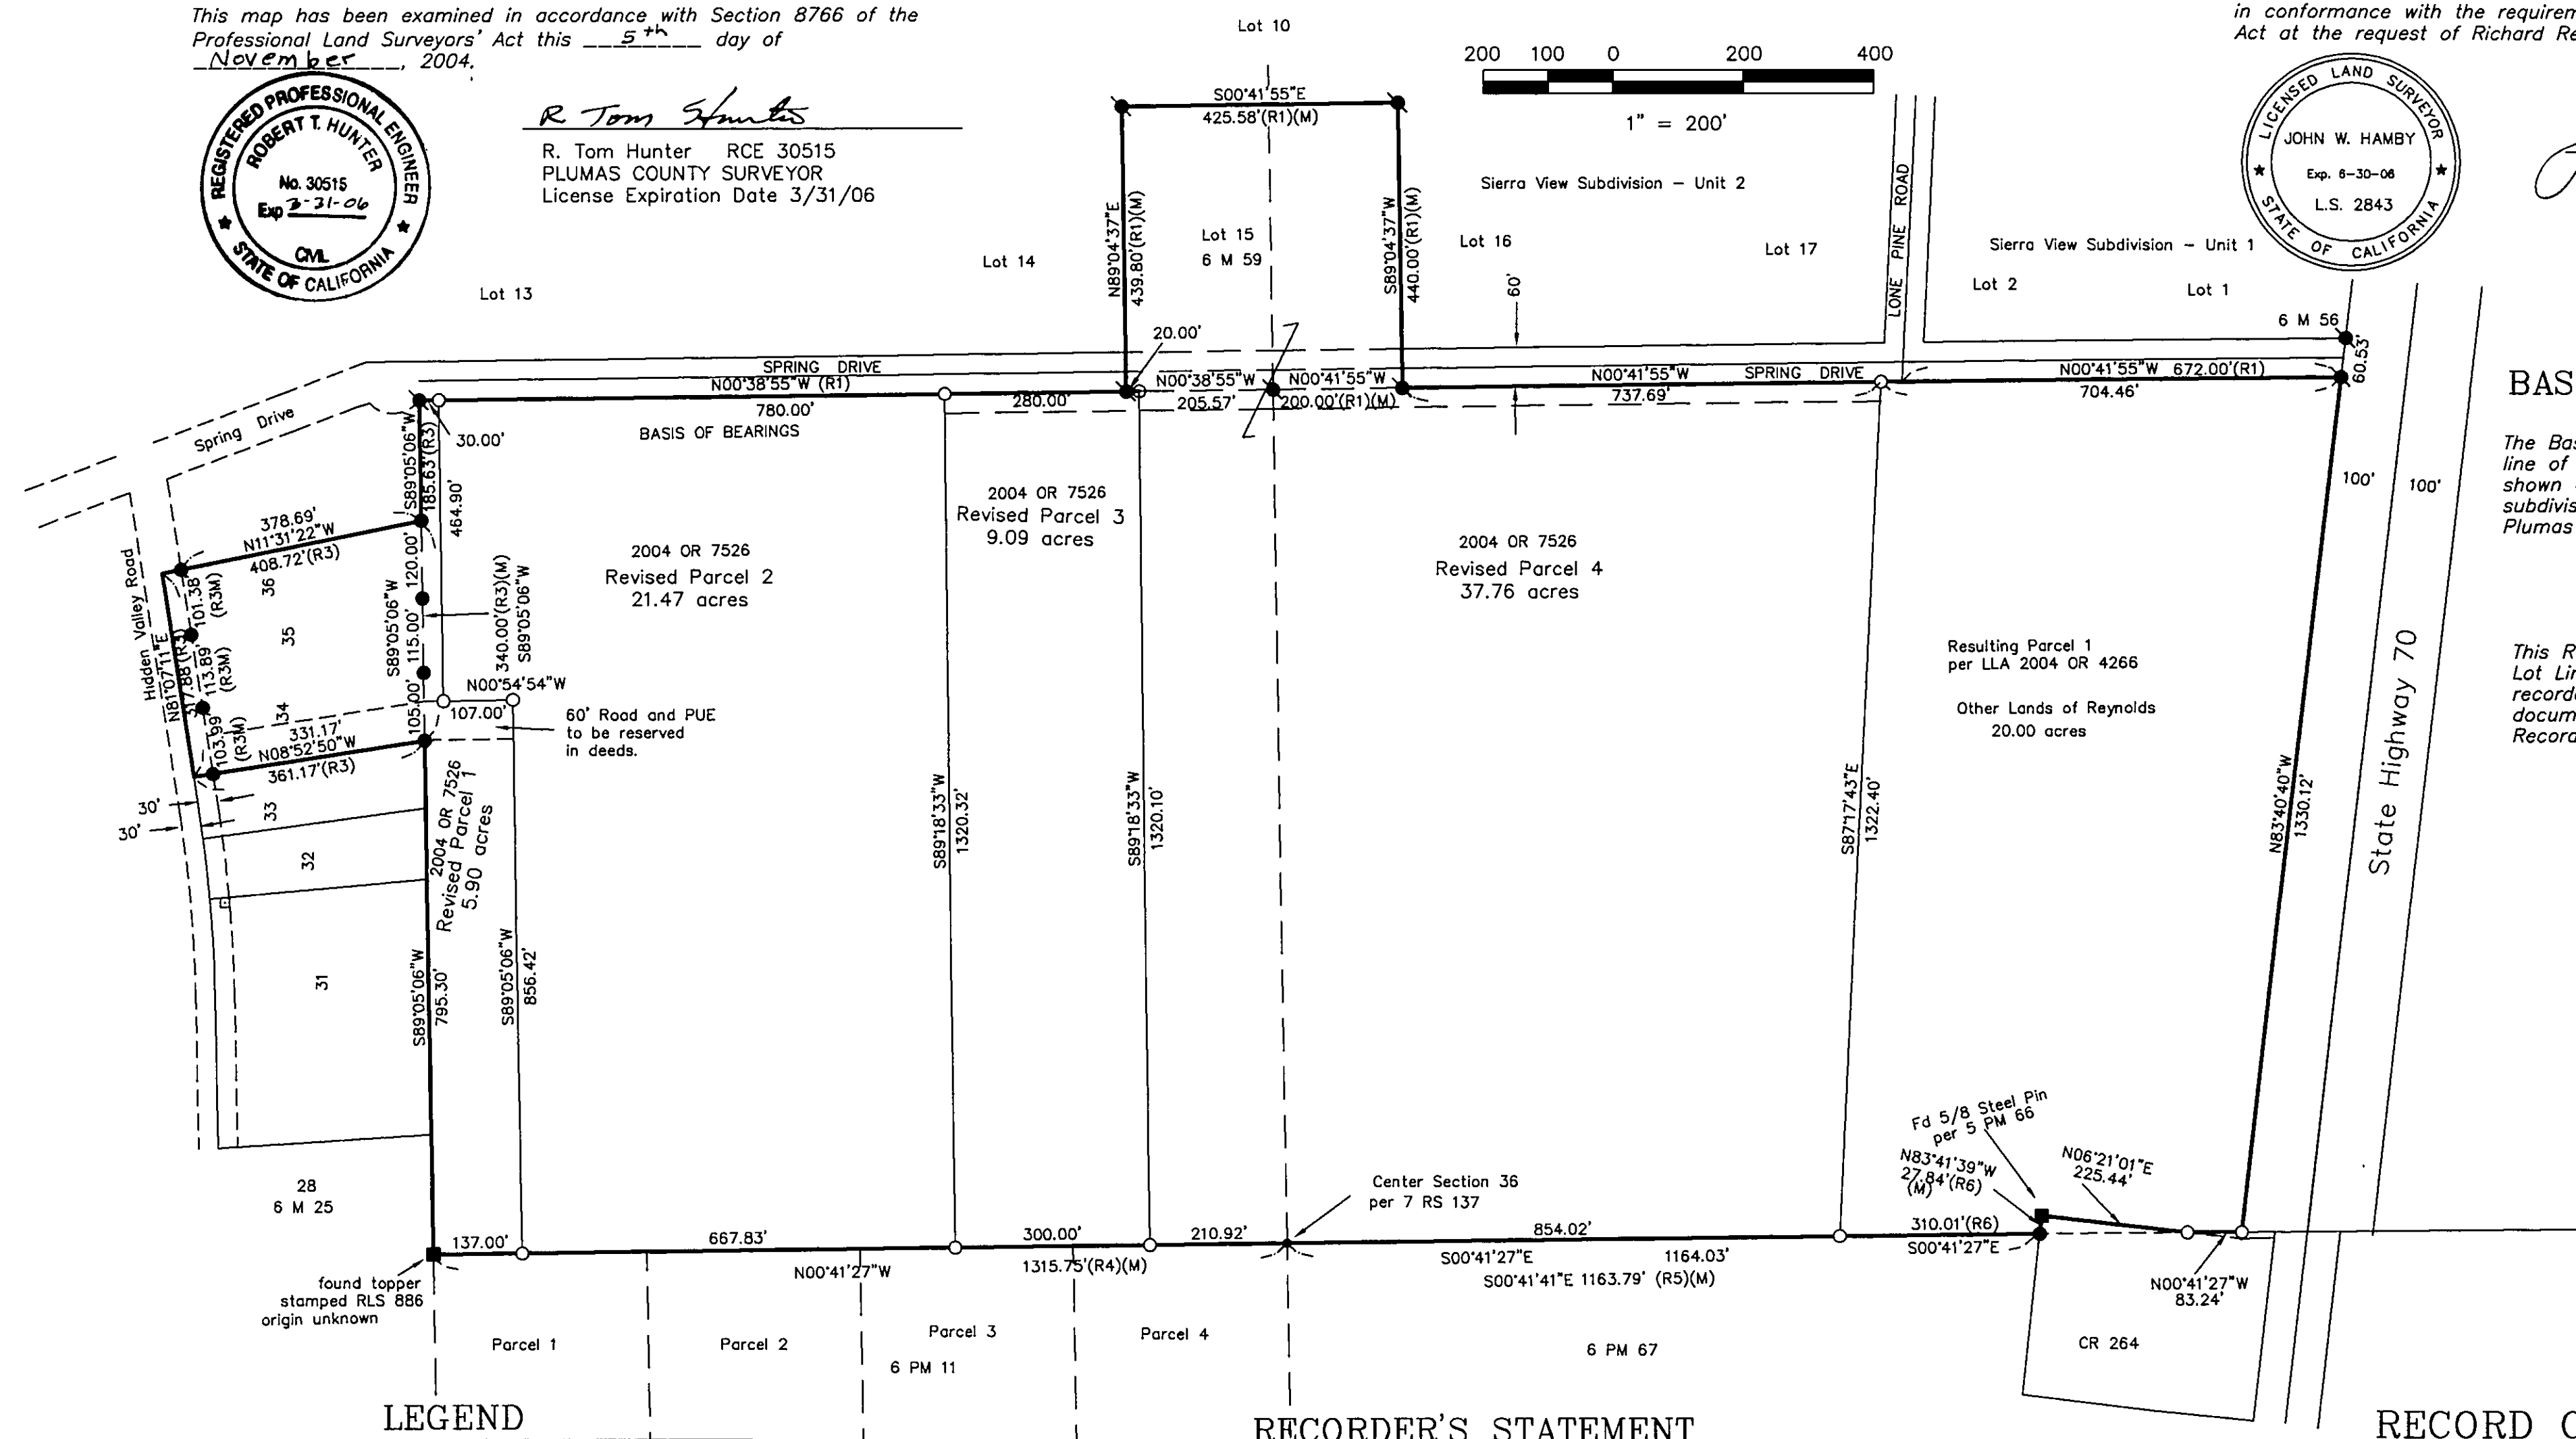 This map has been examined in accordance with Section 8766 of the
Professional Land Surveyors' Act this 5th day of
November, 2004.
REGISTERED PROFESSIONAL ENGINEER
ROBERT T. HUNTER
No. 30515
Exp 3-31-06
CIVIL
STATE OF CALIFORNIA
R Tom Hunter
R. Tom Hunter RCE 30515
PLUMAS COUNTY SURVEYOR
License Expiration Date 3/31/06
Lot 10
200 100 0 200 400
1" = 200'
in conformance with the requirem
Act at the request of Richard Re
LICENSED LAND SURVEYOR
JOHN W. HAMBY
Exp. 6-30-06
L.S. 2843
STATE OF CALIFORNIA
S00°41'55"E
425.58'(R1)(M)
N89°04'37"E
439.80'(R1)(M)
S89°04'37"W
440.00'(R1)(M)
Sierra View Subdivision - Unit 2
Lot 13
Lot 14
Lot 15
6 M 59
Lot 16
Lot 17
60'
LONE PINE ROAD
Sierra View Subdivision - Unit 1
Lot 2
Lot 1
6 M 56
60.53'
20.00'
SPRING DRIVE
N00°38'55"W (R1)
780.00'
280.00'
N00°38'55"W
205.57'
N00°41'55"W
200.00'(R1)(M)
N00°41'55"W
737.69'
SPRING DRIVE
N00°41'55"W 672.00'(R1)
704.46'
BASIS OF BEARINGS
30.00'
Spring Drive
S89°05'06"W
185.63'(R3)
464.90'
378.69'
N11°31'22"W
408.72'(R3)
Hidden Valley Road
N81°07'11"E
317.88'(R3)
101.38'
(R3M)
113.89'
(R3M)
103.99'
(R3M)
36
35
34
33
32
31
120.00'
115.00'
105.00'
S89°05'06"W
340.00'(R3)(M)
S89°05'06"W
N00°54'54"W
107.00'
331.17'
N08°52'50"W
361.17'(R3)
30'
30'
60' Road and PUE
to be reserved
in deeds.
2004 OR 7526
Revised Parcel 1
5.90 acres
2004 OR 7526
Revised Parcel 2
21.47 acres
2004 OR 7526
Revised Parcel 3
9.09 acres
2004 OR 7526
Revised Parcel 4
37.76 acres
Resulting Parcel 1
per LLA 2004 OR 4266
Other Lands of Reynolds
20.00 acres
S89°05'06"W
795.30'
S89°05'06"W
856.42'
S89°18'33"W
1320.32'
S89°18'33"W
1320.10'
S87°17'43"E
1322.40'
N83°40'40"W
1330.12'
State Highway 70
100'
100'
BAS
The Bas
line of
shown
subdivis
Plumas
This R
Lot Lin
record
docum
Record
28
6 M 25
found topper
stamped RLS 886
origin unknown
137.00'
667.83'
300.00'
210.92'
N00°41'27"W
1315.75'(R4)(M)
Center Section 36
per 7 RS 137
854.02'
S00°41'27"E
1164.03'
S00°41'41"E 1163.79' (R5)(M)
Fd 5/8 Steel Pin
per 5 PM 66
N83°41'39"W
27.84'(R6)
(M)
N06°21'01"E
225.44'
310.01'(R6)
S00°41'27"E
N00°41'27"W
83.24'
CR 264
Parcel 1
Parcel 2
Parcel 3
Parcel 4
6 PM 11
6 PM 67
LEGEND
RECORDER'S STATEMENT
RECORD O